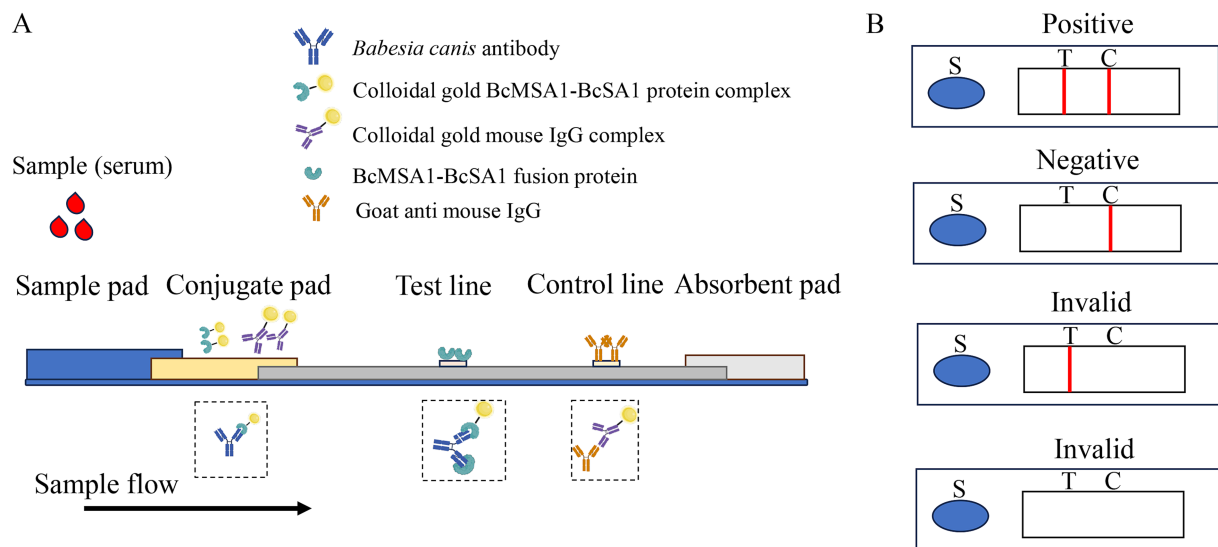 A
Babesia canis antibody
Colloidal gold BcMSA1-BcSA1 protein complex
Colloidal gold mouse IgG complex
BcMSA1-BcSA1 fusion protein
Goat anti mouse IgG
Sample (serum)
Sample pad
Conjugate pad
Test line
Control line
Absorbent pad
Sample flow
B
Positive
S
T C
Negative
S
T C
Invalid
S
T C
Invalid
S
T C